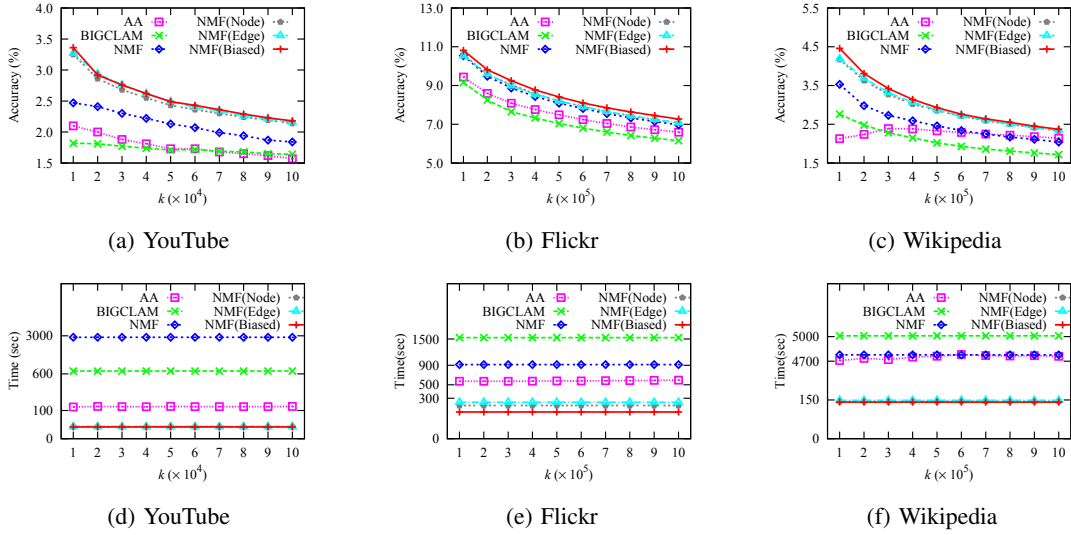 4.0
3.5
3.0
2.5
2.0
1.5
Accuracy (%)
AA
BIGCLAM
NMF
NMF(Node)
NMF(Edge)
NMF(Biased)
1 2 3 4 5 6 7 8 9 10
k (× 10^4)
(a) YouTube
13.0
11.0
9.0
7.0
5.0
Accuracy (%)
AA
BIGCLAM
NMF
NMF(Node)
NMF(Edge)
NMF(Biased)
1 2 3 4 5 6 7 8 9 10
k (× 10^5)
(b) Flickr
5.5
4.5
3.5
2.5
1.5
Accuracy (%)
AA
BIGCLAM
NMF
NMF(Node)
NMF(Edge)
NMF(Biased)
1 2 3 4 5 6 7 8 9 10
k (× 10^5)
(c) Wikipedia
3000
600
100
0
Time (sec)
AA
BIGCLAM
NMF
NMF(Node)
NMF(Edge)
NMF(Biased)
1 2 3 4 5 6 7 8 9 10
k (× 10^4)
(d) YouTube
1500
900
500
300
0
Time(sec)
AA
BIGCLAM
NMF
NMF(Node)
NMF(Edge)
NMF(Biased)
1 2 3 4 5 6 7 8 9 10
k (× 10^5)
(e) Flickr
5000
4700
150
0
Time(sec)
AA
BIGCLAM
NMF
NMF(Node)
NMF(Edge)
NMF(Biased)
1 2 3 4 5 6 7 8 9 10
k (× 10^5)
(f) Wikipedia